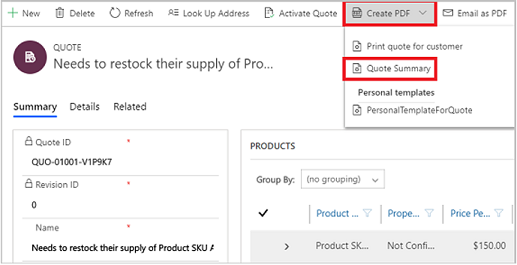 New Delete Refresh Look Up Address Activate Quote Create PDF Email as PDF
QUOTE
Needs to restock their supply of Pro...
Print quote for customer
Quote Summary
Personal templates
PersonalTemplateForQuote
Summary Details Related
Quote ID *
QUO-01001-V1P9K7
Revision ID *
0
Name *
Needs to restock their supply of Product SKU A
PRODUCTS
Group By: (no grouping)
Product ... Prope... Price Pe...
Product SK... Not Confi... $150.00